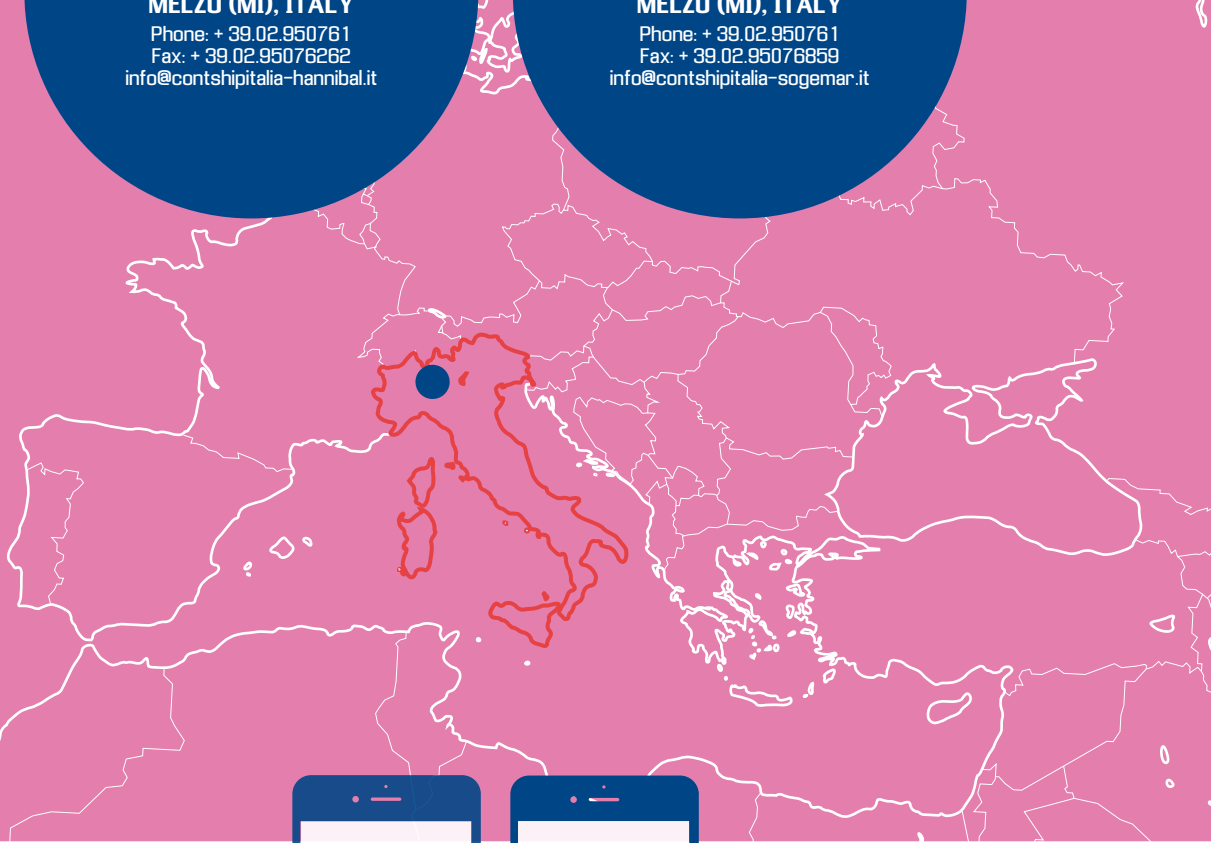 MELZO (MI), ITALY
Phone: + 39.02.950761
Fax: + 39.02.95076262
info@contshipitalia-hannibal.it
MELZO (MI), ITALY
Phone: + 39.02.950761
Fax: + 39.02.95076859
info@contshipitalia-sogemar.it